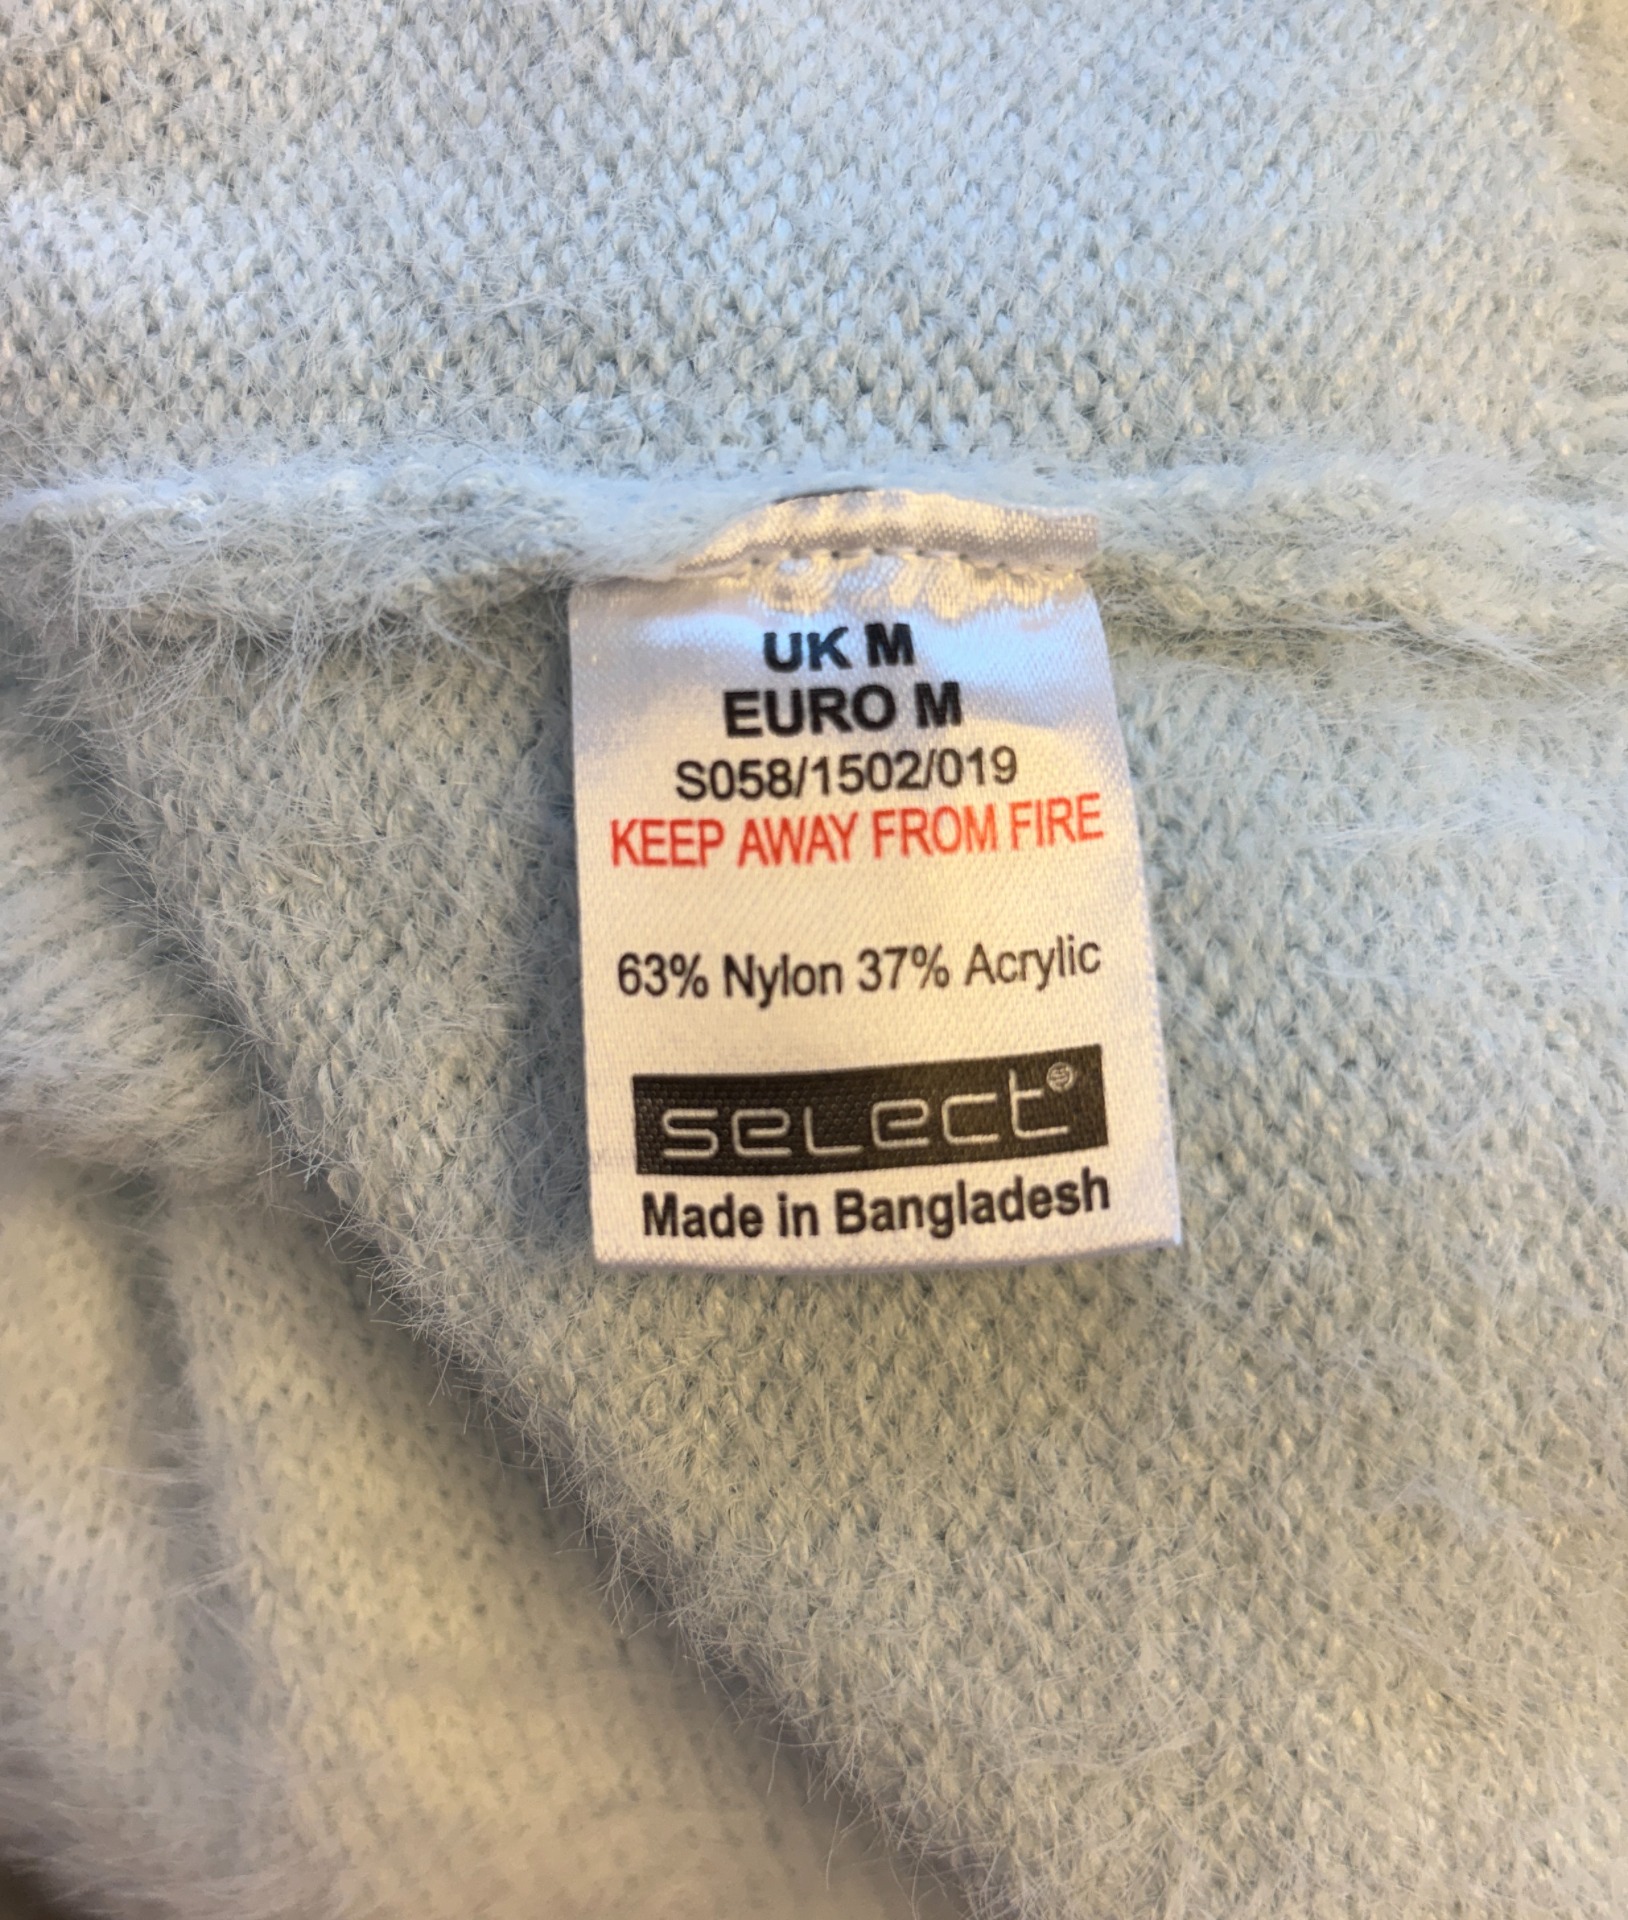 UK M
EURO M
S058/1502/019
KEEP AWAY FROM FIRE
63% Nylon 37% Acrylic
select®
Made in Bangladesh